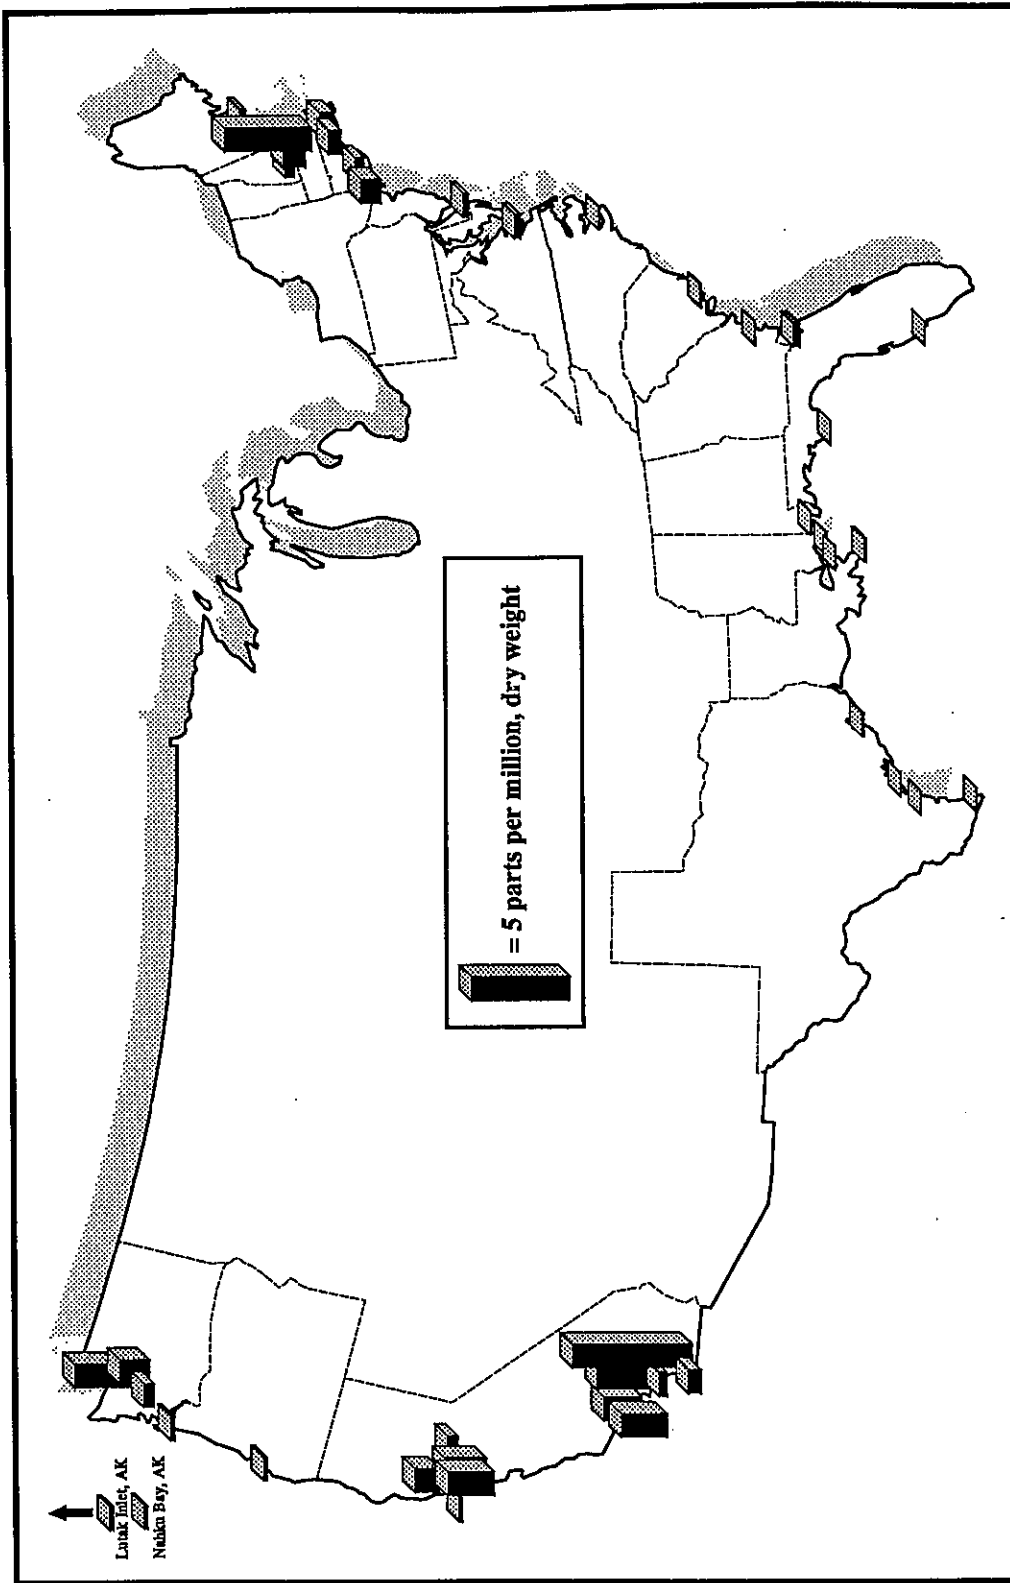 Lutak Inlet, AK
Nahku Bay, AK
= 5 parts per million, dry weight